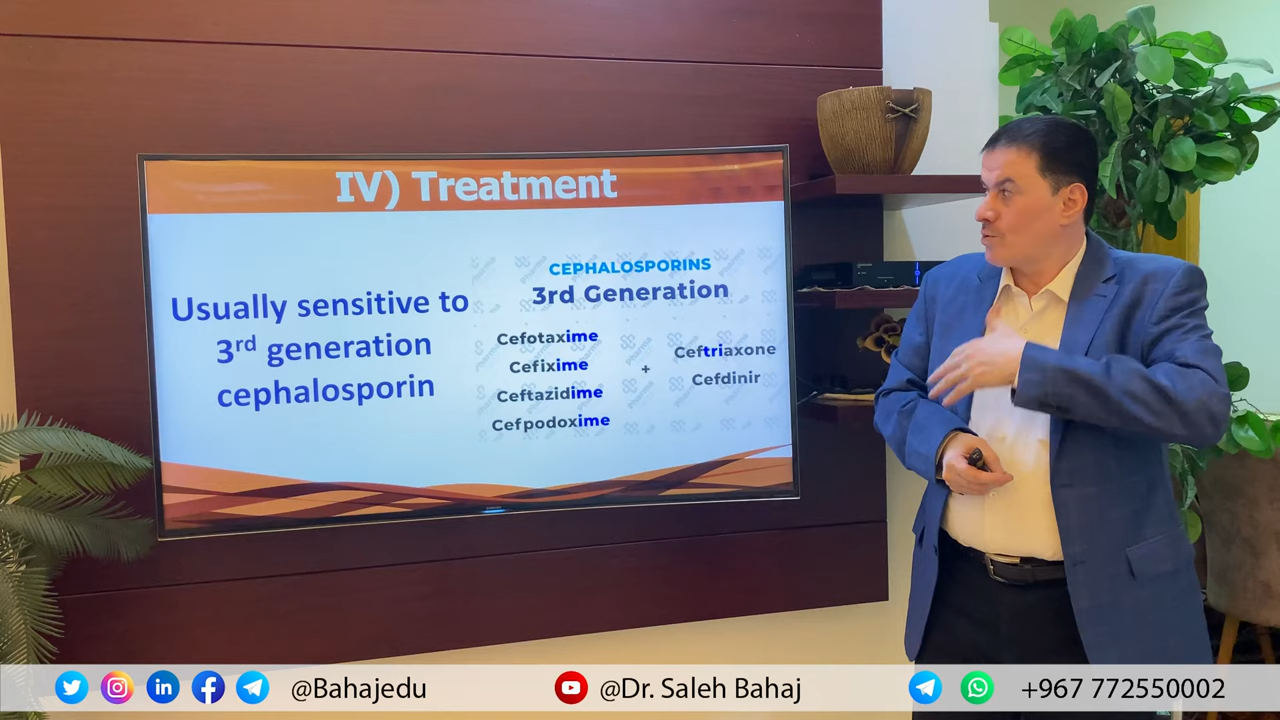 IV) Treatment
Usually sensitive to
3rd generation
cephalosporin
CEPHALOSPORINS
3rd Generation
Cefotaxime
Cefixime
Ceftazidime
Cefpodoxime
+
Ceftriaxone
Cefdinir
@Bahajedu
@Dr. Saleh Bahaj
+967 772550002